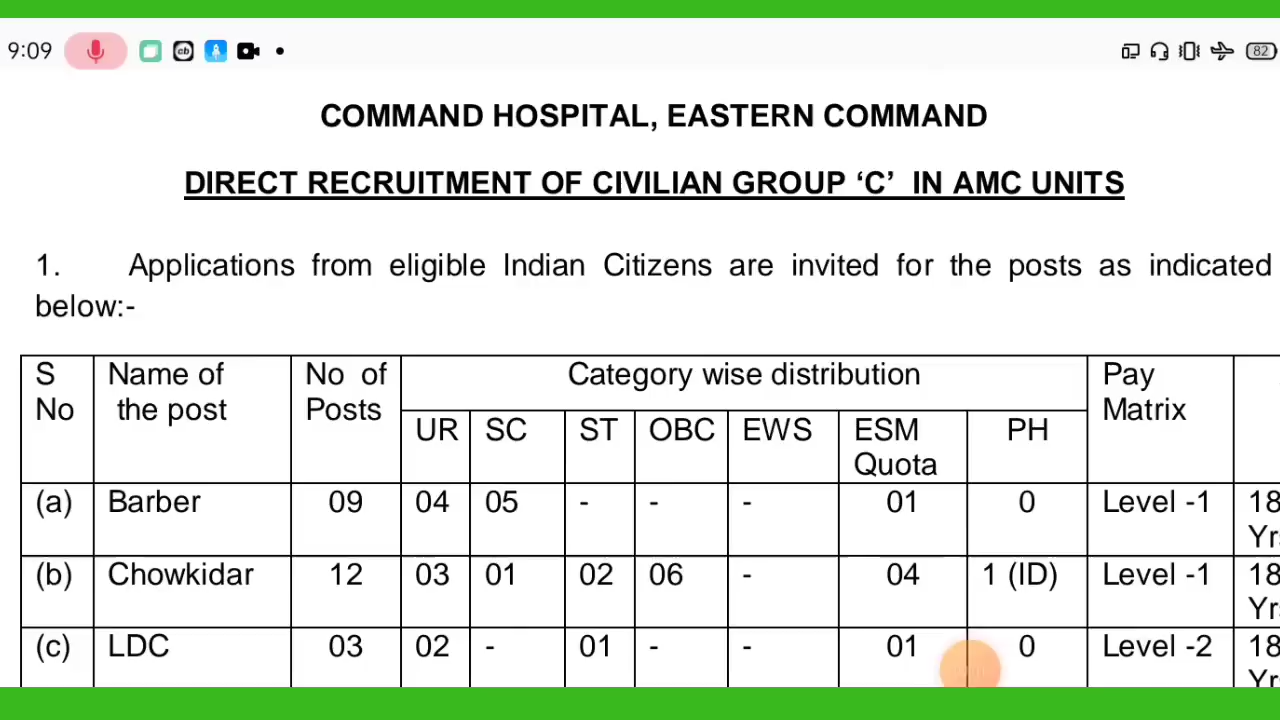 9:09
cb
82
COMMAND HOSPITAL, EASTERN COMMAND
DIRECT RECRUITMENT OF CIVILIAN GROUP ‘C’ IN AMC UNITS
1. Applications from eligible Indian Citizens are invited for the posts as indicated
below:-
S No | Name of the post | No of Posts | Category wise distribution | Pay Matrix
UR | SC | ST | OBC | EWS | ESM Quota | PH
(a) | Barber | 09 | 04 | 05 | - | - | - | 01 | 0 | Level -1 | 18
Yrs
(b) | Chowkidar | 12 | 03 | 01 | 02 | 06 | - | 04 | 1 (ID) | Level -1 | 18
Yrs
(c) | LDC | 03 | 02 | - | 01 | - | - | 01 | 0 | Level -2 | 18